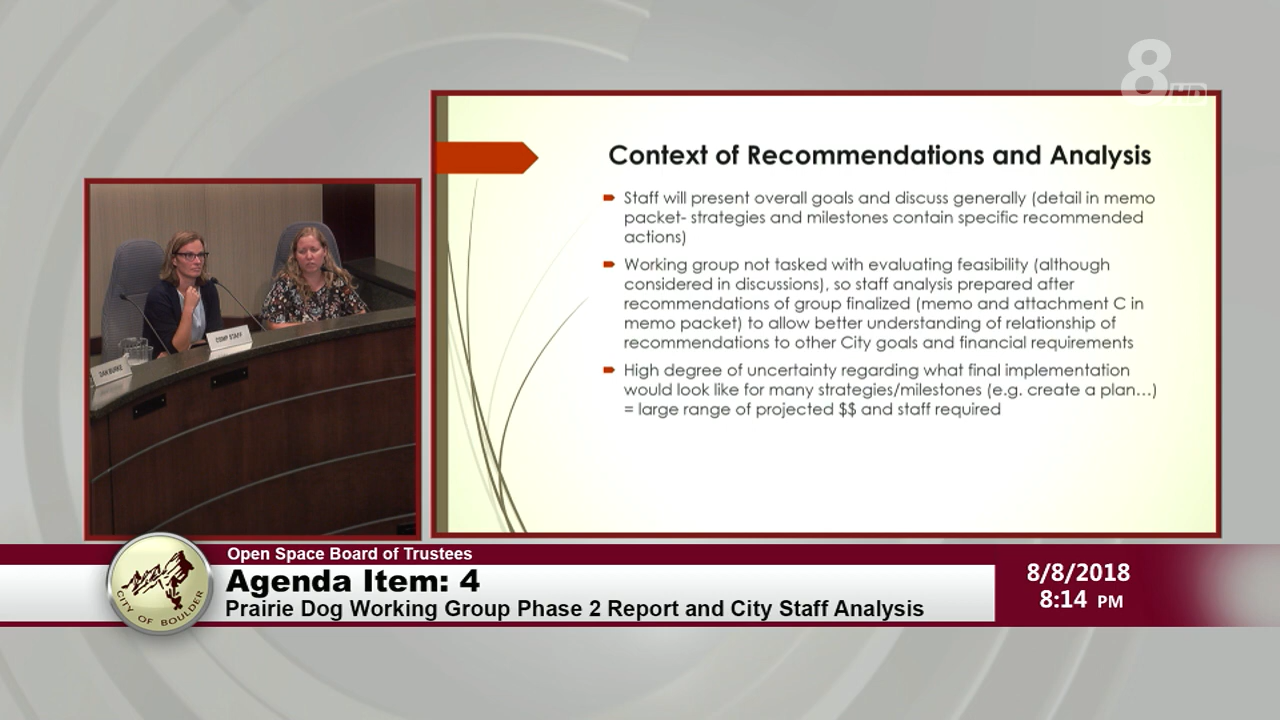 8HD
Context of Recommendations and Analysis
Staff will present overall goals and discuss generally (detail in memo
packet- strategies and milestones contain specific recommended
actions)
Working group not tasked with evaluating feasibility (although
considered in discussions), so staff analysis prepared after
recommendations of group finalized (memo and attachment C in
memo packet) to allow better understanding of relationship of
recommendations to other City goals and financial requirements
High degree of uncertainty regarding what final implementation
would look like for many strategies/milestones (e.g. create a plan...)
= large range of projected $$ and staff required
DAN BURKE
OSMP STAFF
CITY OF BOULDER
Open Space Board of Trustees
Agenda Item: 4
Prairie Dog Working Group Phase 2 Report and City Staff Analysis
8/8/2018
8:14 PM